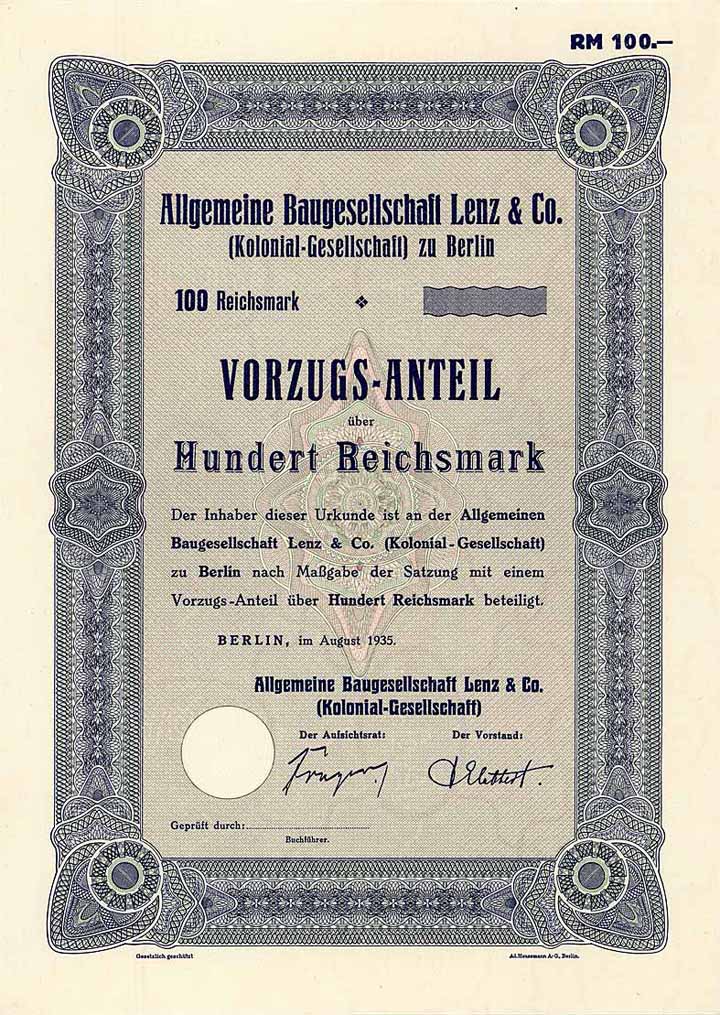 RM 100.—
Allgemeine Baugesellschaft Lenz & Co.
(Kolonial-Gesellschaft) zu Berlin
100 Reichsmark
VORZUGS-ANTEIL
über
Hundert Reichsmark
Der Inhaber dieser Urkunde ist an der Allgemeinen
Baugesellschaft Lenz & Co. (Kolonial-Gesellschaft)
zu Berlin nach Maßgabe der Satzung mit einem
Vorzugs-Anteil über Hundert Reichsmark beteiligt.
BERLIN, im August 1935.
Allgemeine Baugesellschaft Lenz & Co.
(Kolonial-Gesellschaft)
Der Aufsichtsrat: Der Vorstand:
Geprüft durch:
Buchführer.
Gesetzlich geschützt Ad. Heusemann A-G, Berlin.